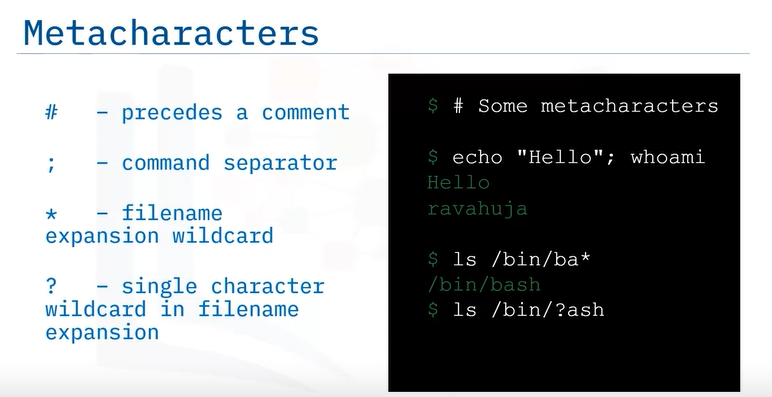 Metacharacters
# – precedes a comment
; – command separator
* – filename
expansion wildcard
? – single character
wildcard in filename
expansion
$ # Some metacharacters
$ echo "Hello"; whoami
Hello
ravahuja
$ ls /bin/ba*
/bin/bash
$ ls /bin/?ash